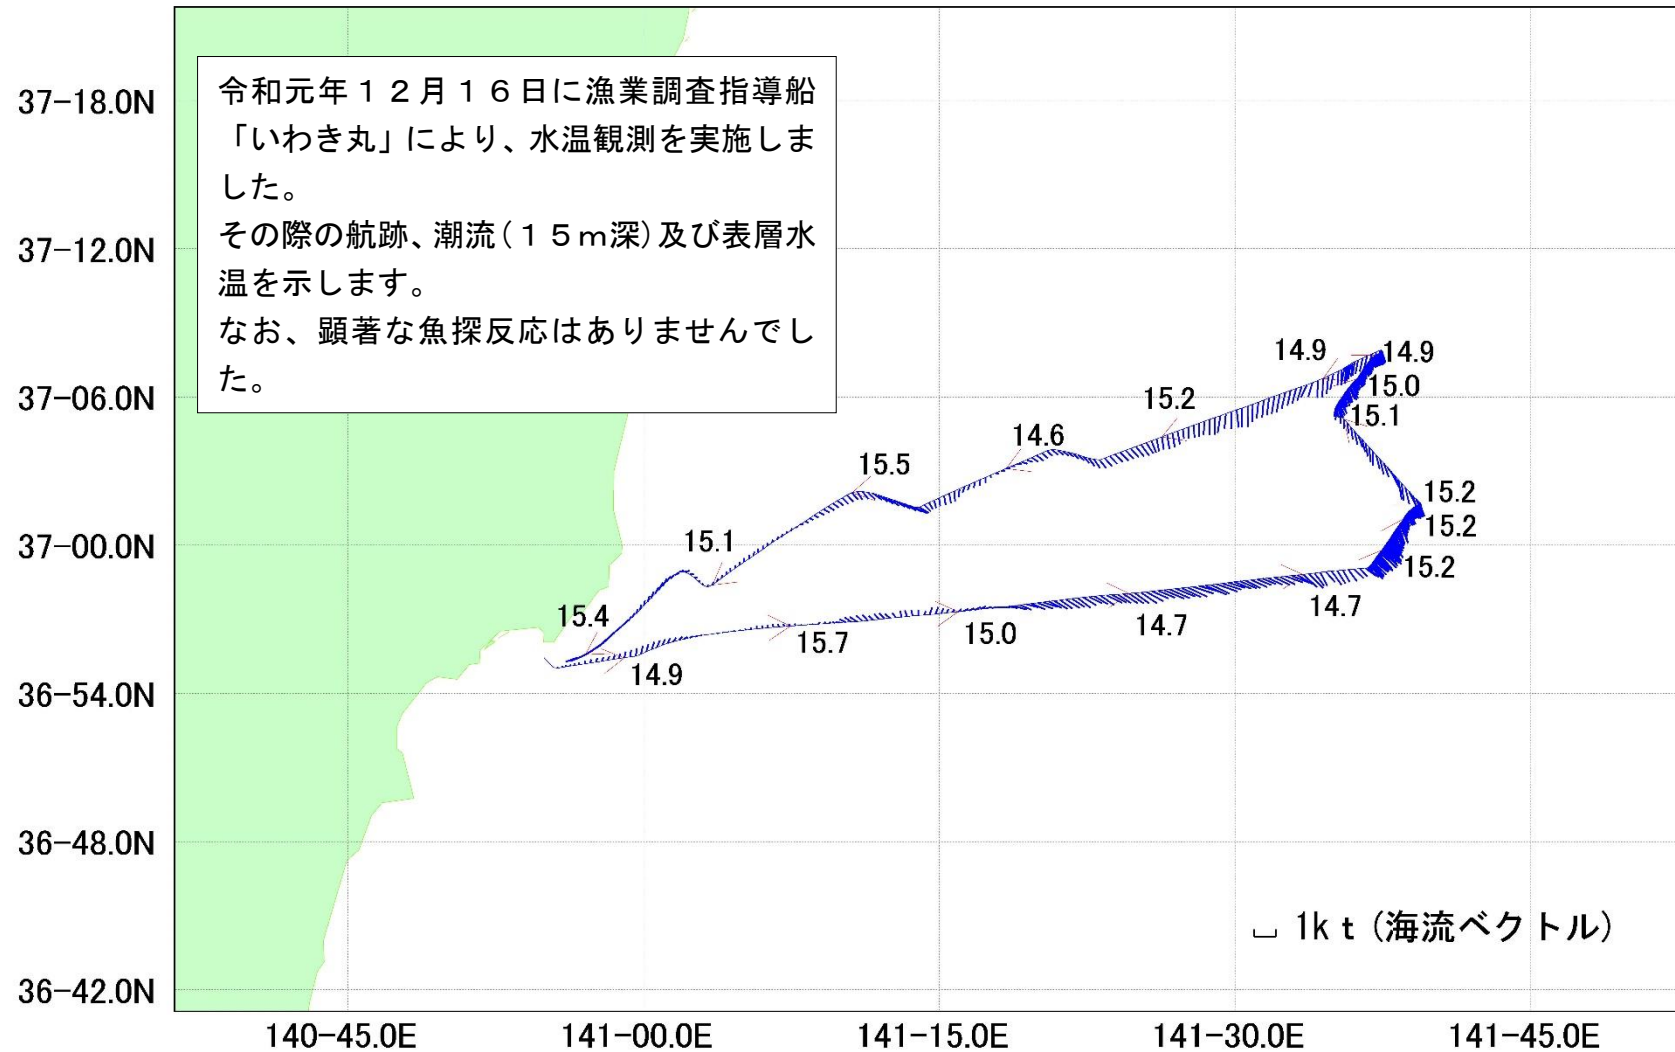 37-18.0N
令和元年１２月１６日に漁業調査指導船
「いわき丸」により、水温観測を実施しま
した。
その際の航跡、潮流（１５ｍ深）及び表層水
温を示します。
なお、顕著な魚探反応はありませんでし
た。
37-12.0N
37-06.0N
37-00.0N
36-54.0N
36-48.0N
36-42.0N
14.9
14.9
15.0
15.1
15.2
14.6
15.5
15.2
15.2
15.1
15.2
15.4
14.7
14.7
15.0
15.7
14.9
1kt（海流ベクトル）
140-45.0E 141-00.0E 141-15.0E 141-30.0E 141-45.0E